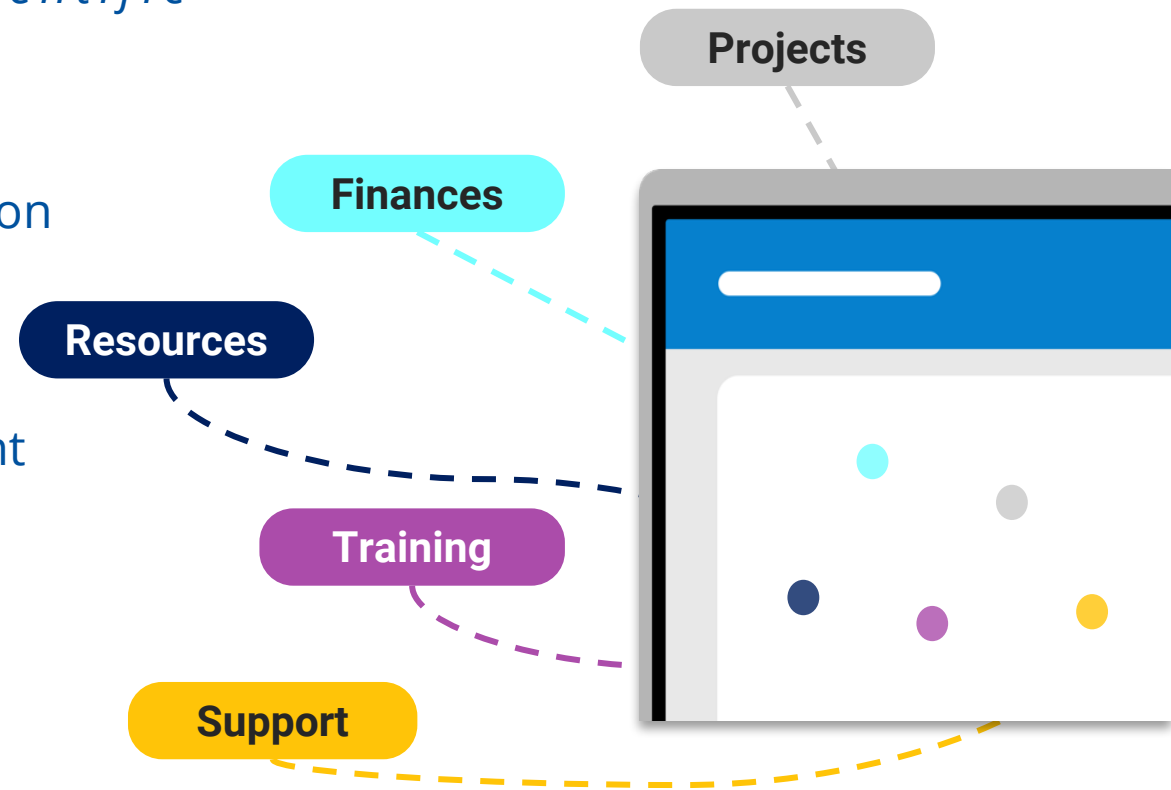 Projects
Finances
on
Resources
nt
Training
Support